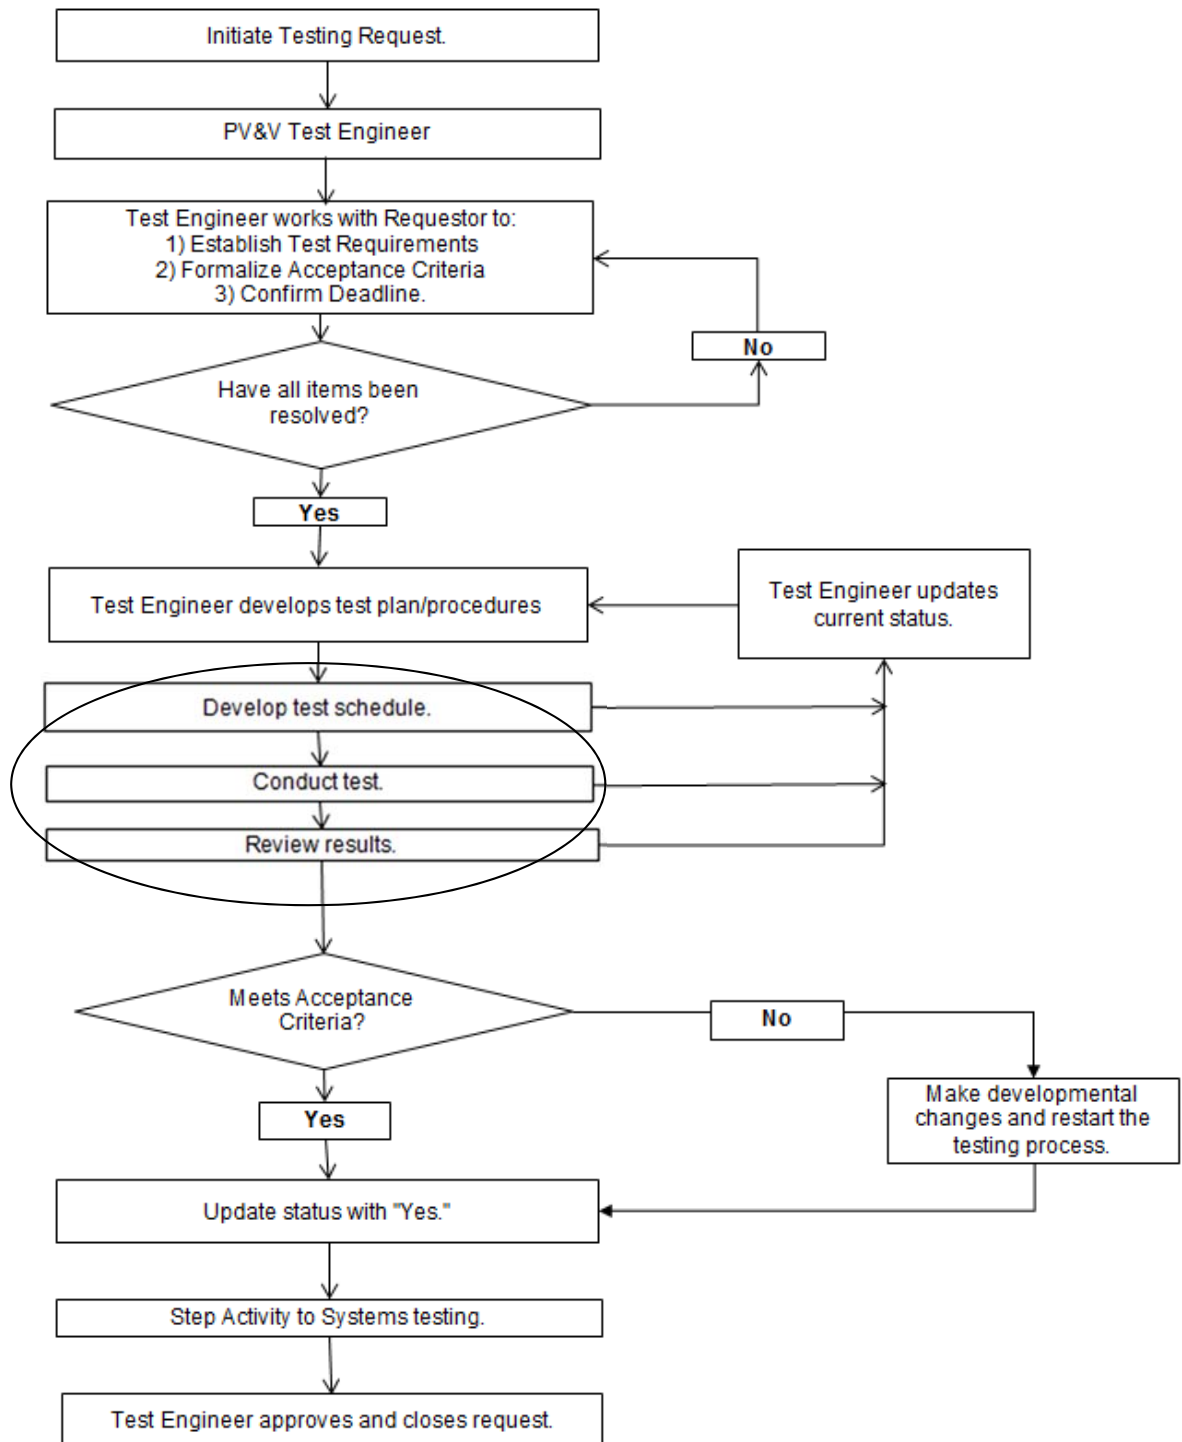 Initiate Testing Request.
PV&V Test Engineer
Test Engineer works with Requestor to:
1) Establish Test Requirements
2) Formalize Acceptance Criteria
3) Confirm Deadline.
No
Have all items been
resolved?
Yes
Test Engineer develops test plan/procedures
Test Engineer updates
current status.
Develop test schedule.
Conduct test.
Review results.
Meets Acceptance
Criteria?
No
Yes
Make developmental
changes and restart the
testing process.
Update status with "Yes."
Step Activity to Systems testing.
Test Engineer approves and closes request.